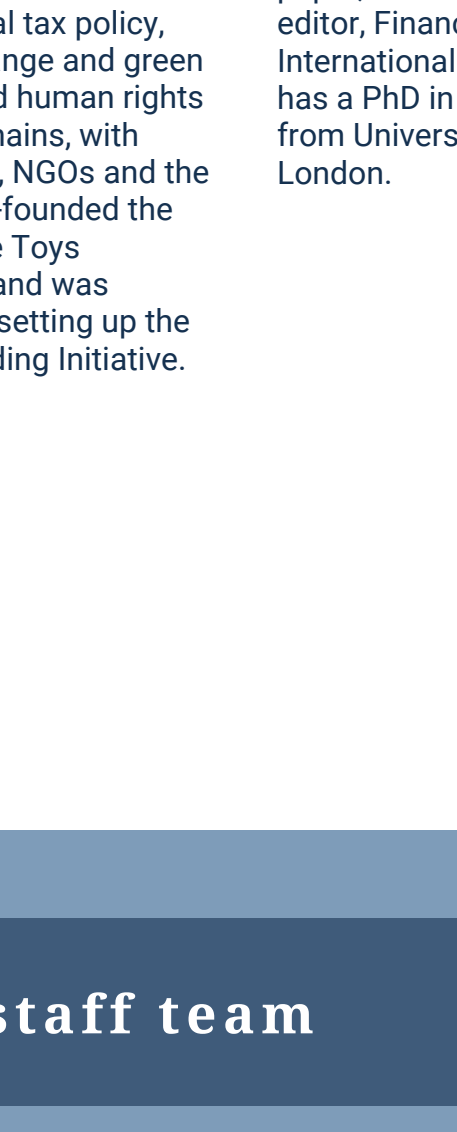 al tax policy,
nge and green
d human rights
ains, with
, NGOs and the
-founded the
e Toys
and was
setting up the
ding Initiative.
editor, Financ
International
has a PhD in
from Univers
London.
staff team